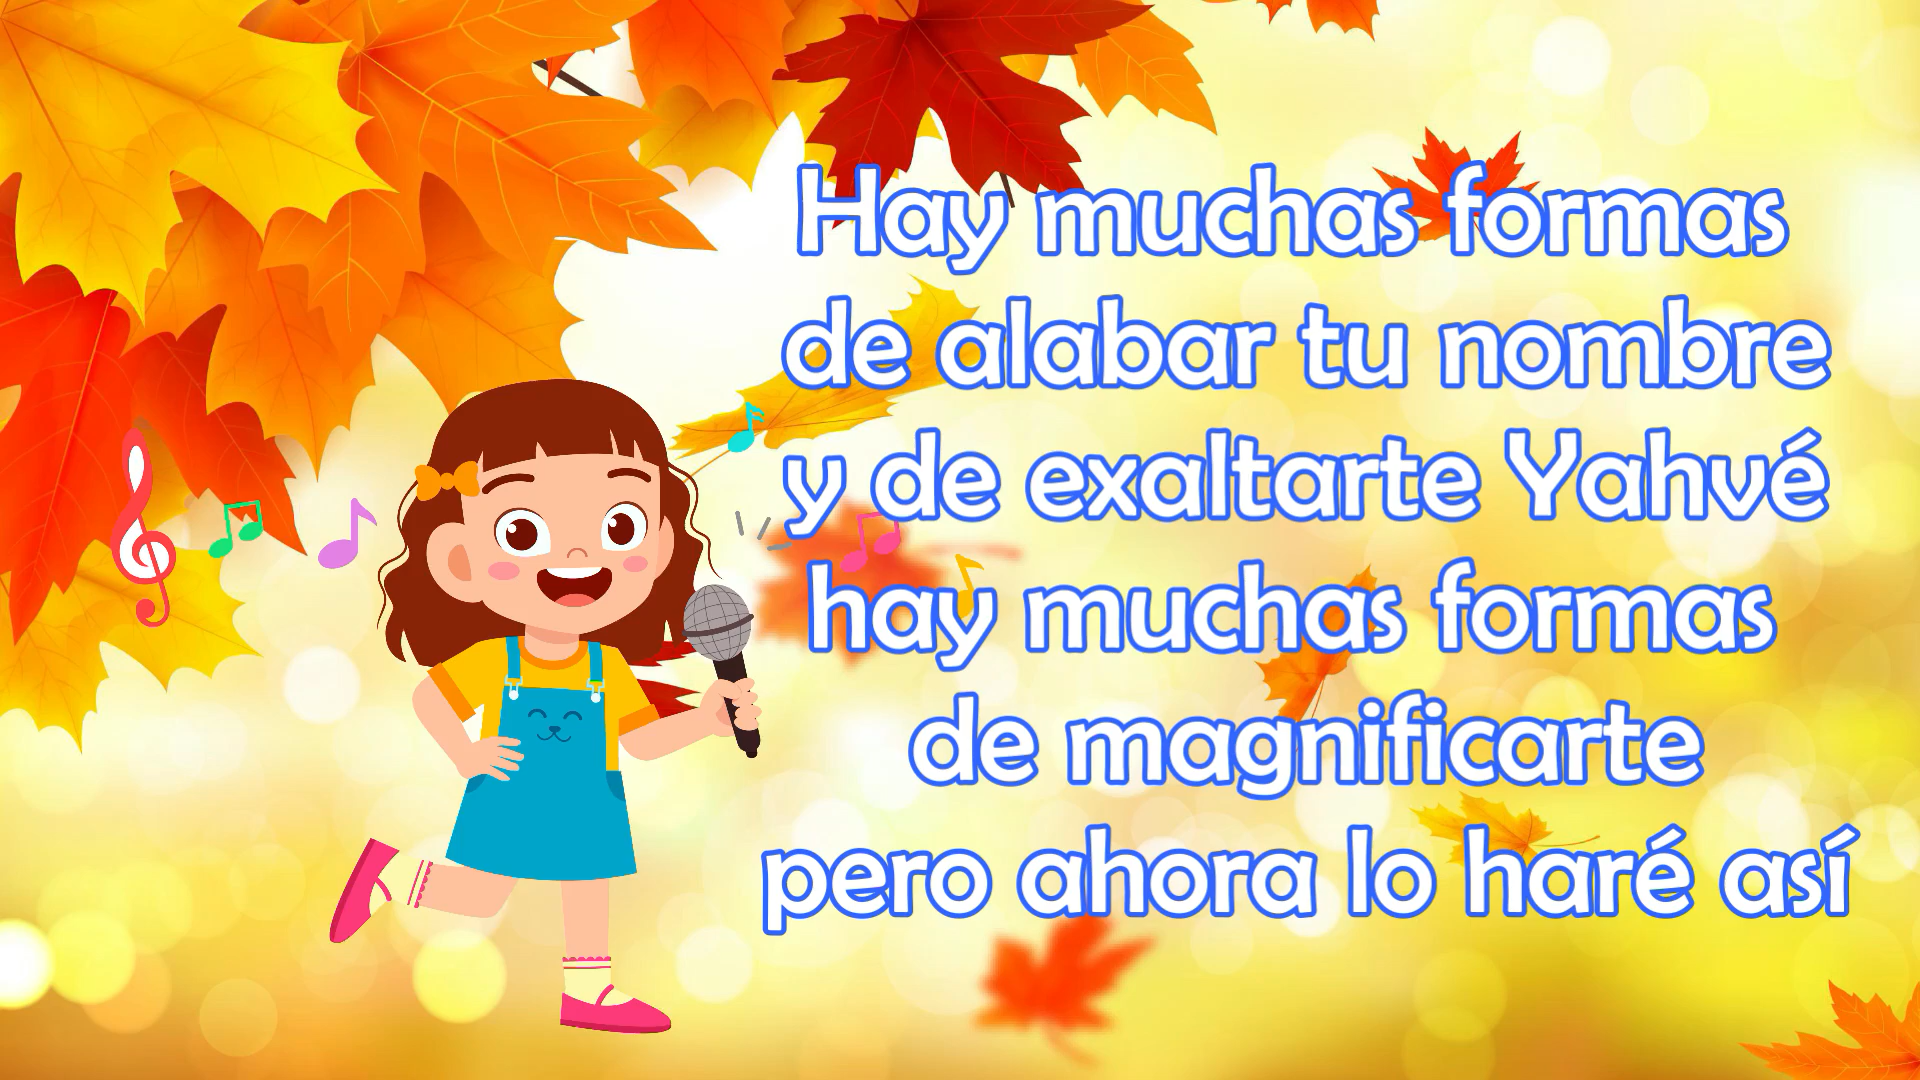 Hay muchas formas
de alabar tu nombre
y de exaltarte Yahvé
hay muchas formas
de magnificarte
pero ahora lo haré así